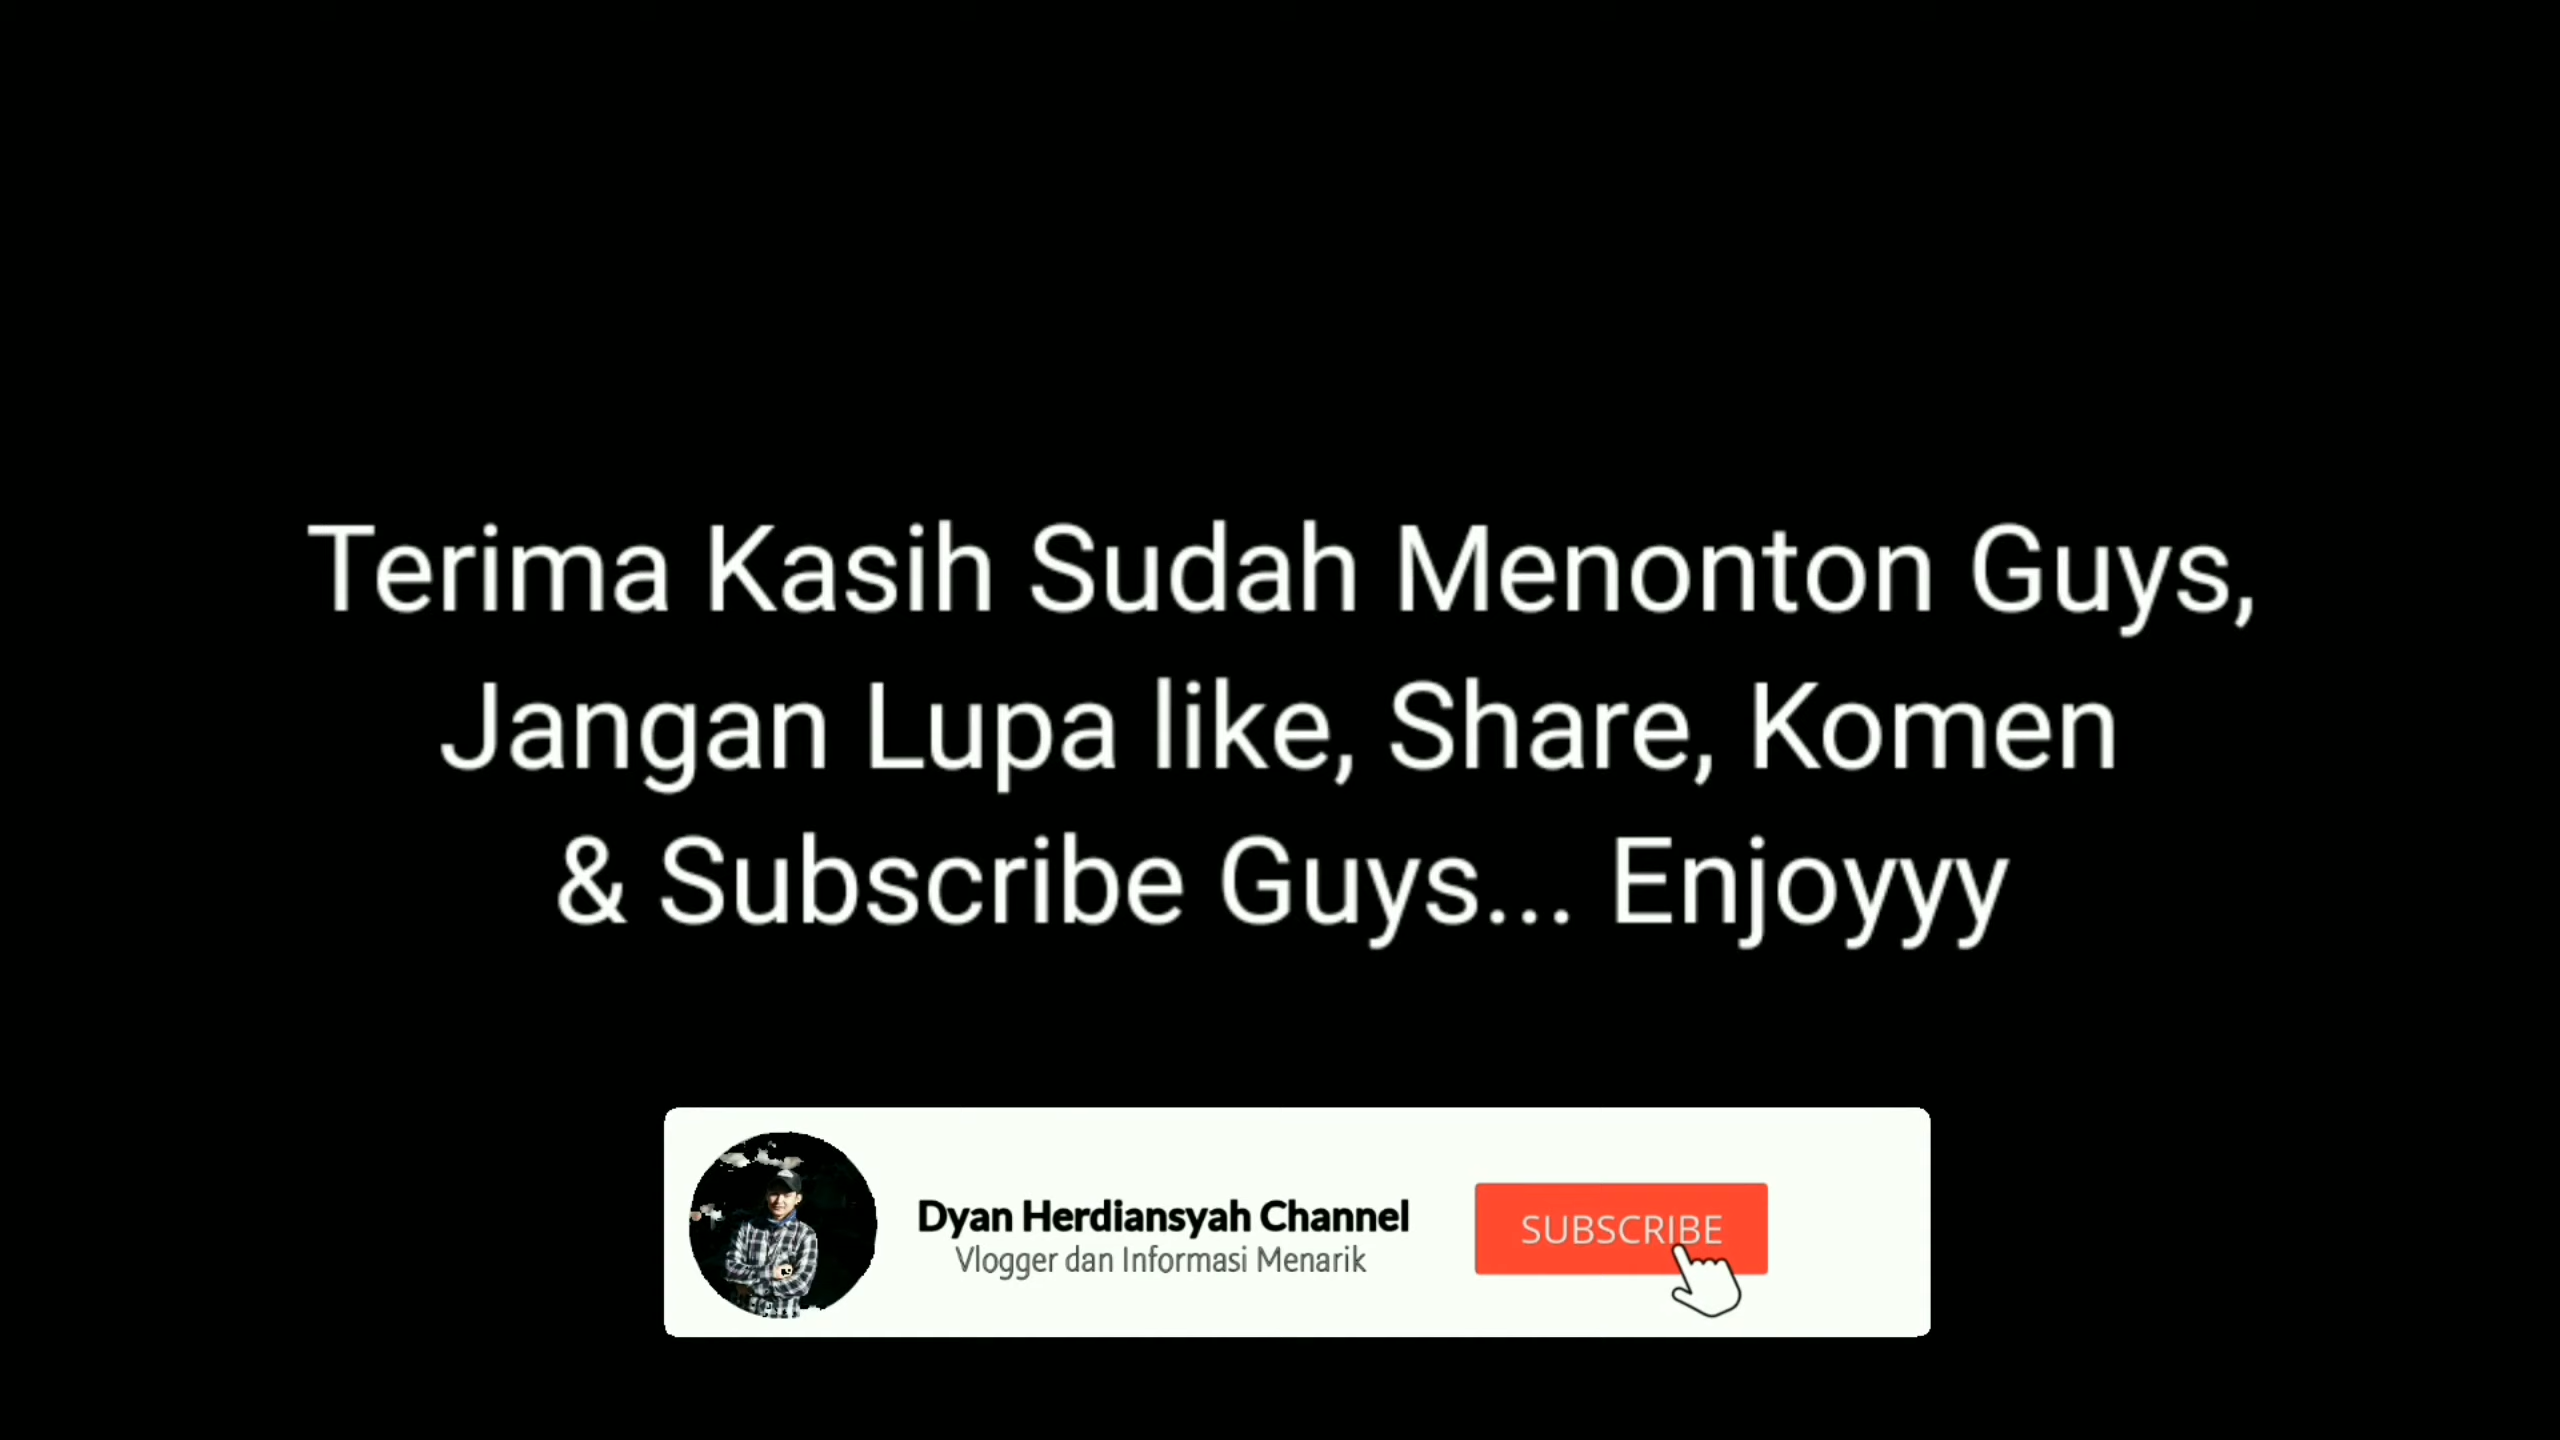 Terima Kasih Sudah Menonton Guys,
Jangan Lupa like, Share, Komen
& Subscribe Guys... Enjoyyy
Dyan Herdiansyah Channel
Vlogger dan Informasi Menarik
SUBSCRIBE